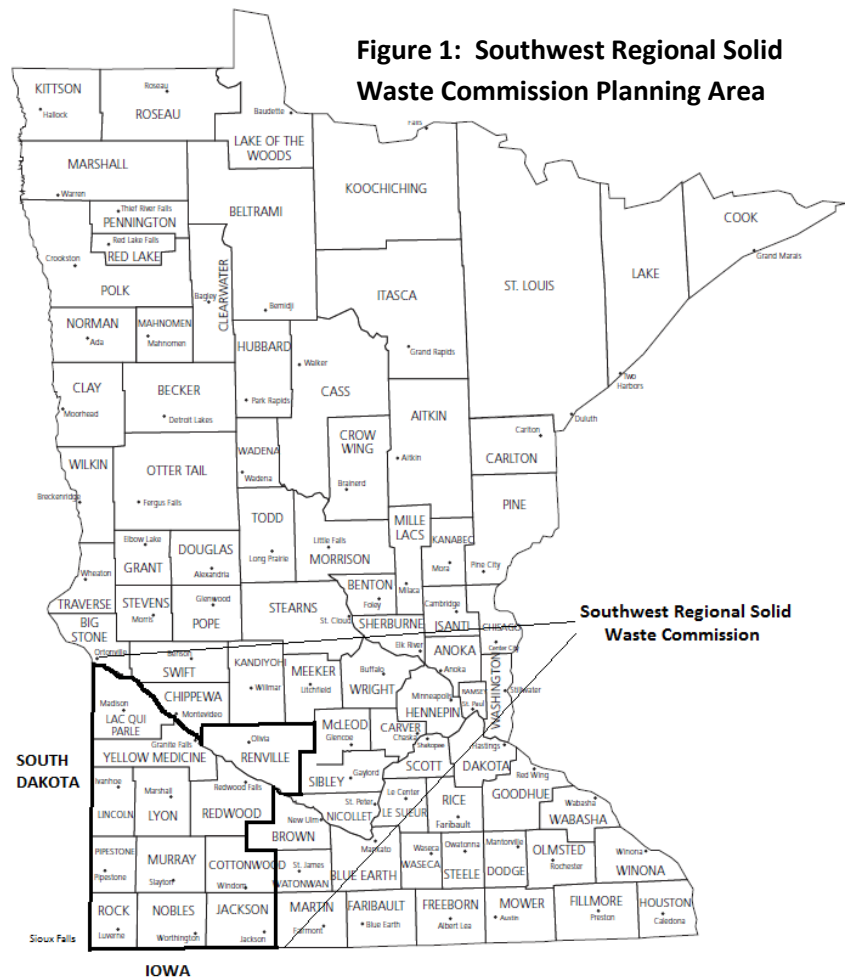 Figure 1: Southwest Regional Solid
Waste Commission Planning Area
KITTSON
Hallock
Roseau
ROSEAU
Baudette
LAKE OF THE
WOODS
Falls
KOOCHICHING
MARSHALL
Warren
BELTRAMI
Bemidji
Thief River Falls
PENNINGTON
Red Lake Falls
RED LAKE
Crookston
POLK
CLEARWATER
Bagley
ITASCA
Grand Rapids
ST. LOUIS
Duluth
LAKE
Two
Harbors
COOK
Grand Marais
NORMAN
Ada
MAHNOMEN
Mahnomen
HUBBARD
Park Rapids
Walker
CASS
CLAY
Moorhead
BECKER
Detroit Lakes
AITKIN
Aitkin
CROW
WING
Brainerd
Carlton
CARLTON
WILKIN
Breckenridge
OTTER TAIL
Fergus Falls
WADENA
Wadena
PINE
Pine City
TODD
Long Prairie
Little Falls
MORRISON
MILLE
LACS
Milaca
KANABEC
Mora
Elbow Lake
GRANT
DOUGLAS
Alexandria
Wheaton
TRAVERSE
BIG
STONE
Ortonville
STEVENS
Morris
Glenwood
POPE
STEARNS
St. Cloud
BENTON
Foley
SHERBURNE
Elk River
Cambridge
ISANTI
CHISAGO
Center City
Southwest Regional Solid
Waste Commission
Benson
SWIFT
KANDIYOHI
Willmar
MEEKER
Litchfield
Buffalo
WRIGHT
ANOKA
Anoka
WASHINGTON
Stillwater
RAMSEY
St. Paul
Minneapolis
HENNEPIN
Madison
LAC QUI
PARLE
CHIPPEWA
Montevideo
Granite Falls
YELLOW MEDICINE
Olivia
RENVILLE
McLEOD
Glencoe
CARVER
Chaska
Shakopee
SCOTT
Hastings
DAKOTA
SOUTH
DAKOTA
Ivanhoe
LINCOLN
Marshall
LYON
Redwood Falls
REDWOOD
SIBLEY
Gaylord
St. Peter
NICOLLET
New Ulm
BROWN
Le Center
LE SUEUR
RICE
Faribault
Red Wing
GOODHUE
Wabasha
WABASHA
PIPESTONE
Pipestone
MURRAY
Slayton
COTTONWOOD
Windom
St. James
WATONWAN
Mankato
BLUE EARTH
Waseca
WASECA
Owatonna
STEELE
Mantorville
DODGE
OLMSTED
Rochester
Winona
WINONA
ROCK
Luverne
NOBLES
Worthington
JACKSON
Jackson
MARTIN
Fairmont
FARIBAULT
Blue Earth
FREEBORN
Albert Lea
MOWER
Austin
FILLMORE
Preston
HOUSTON
Caledonia
Sioux Falls
IOWA